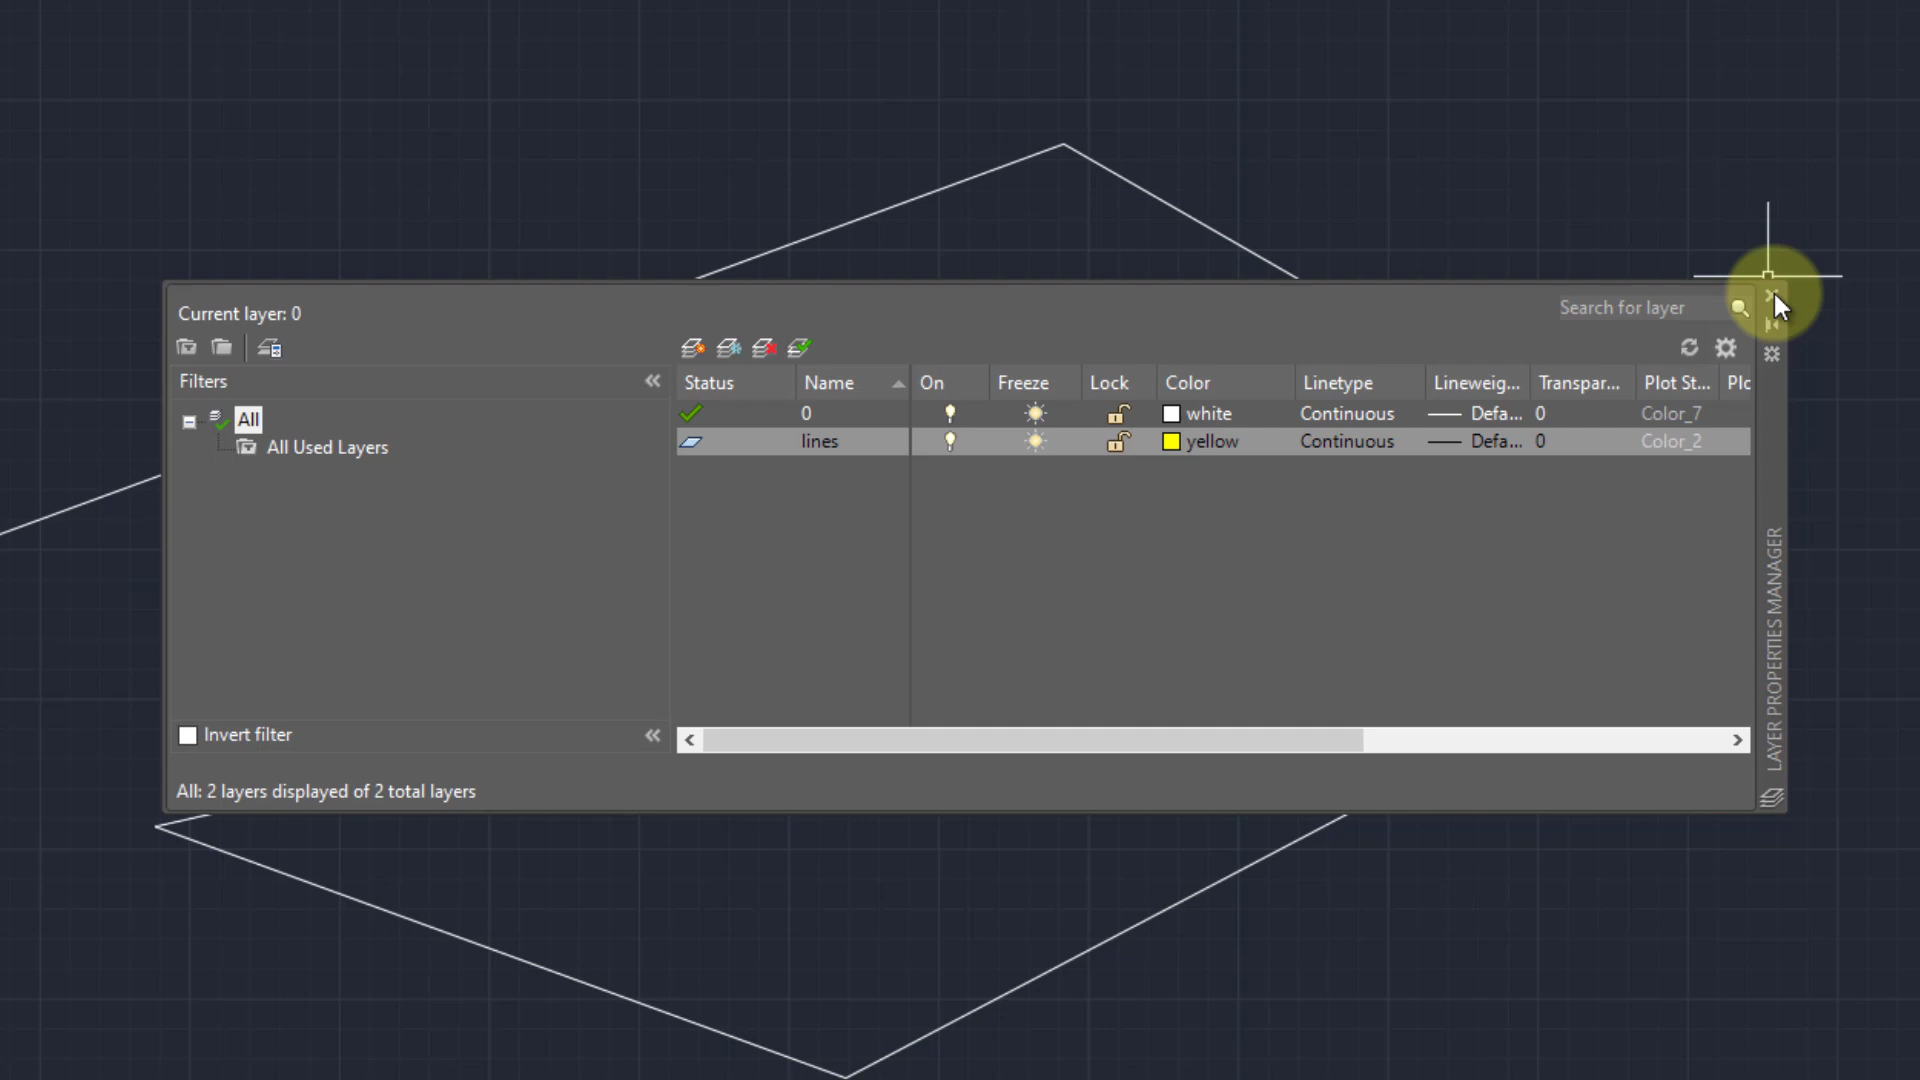 Current layer: 0
Search for layer
Filters
Status Name On Freeze Lock Color Linetype Lineweig... Transpar... Plot St... Plo
All
0 white Continuous Defa... 0 Color_7
All Used Layers
lines yellow Continuous Defa... 0 Color_2
LAYER PROPERTIES MANAGER
Invert filter
All: 2 layers displayed of 2 total layers